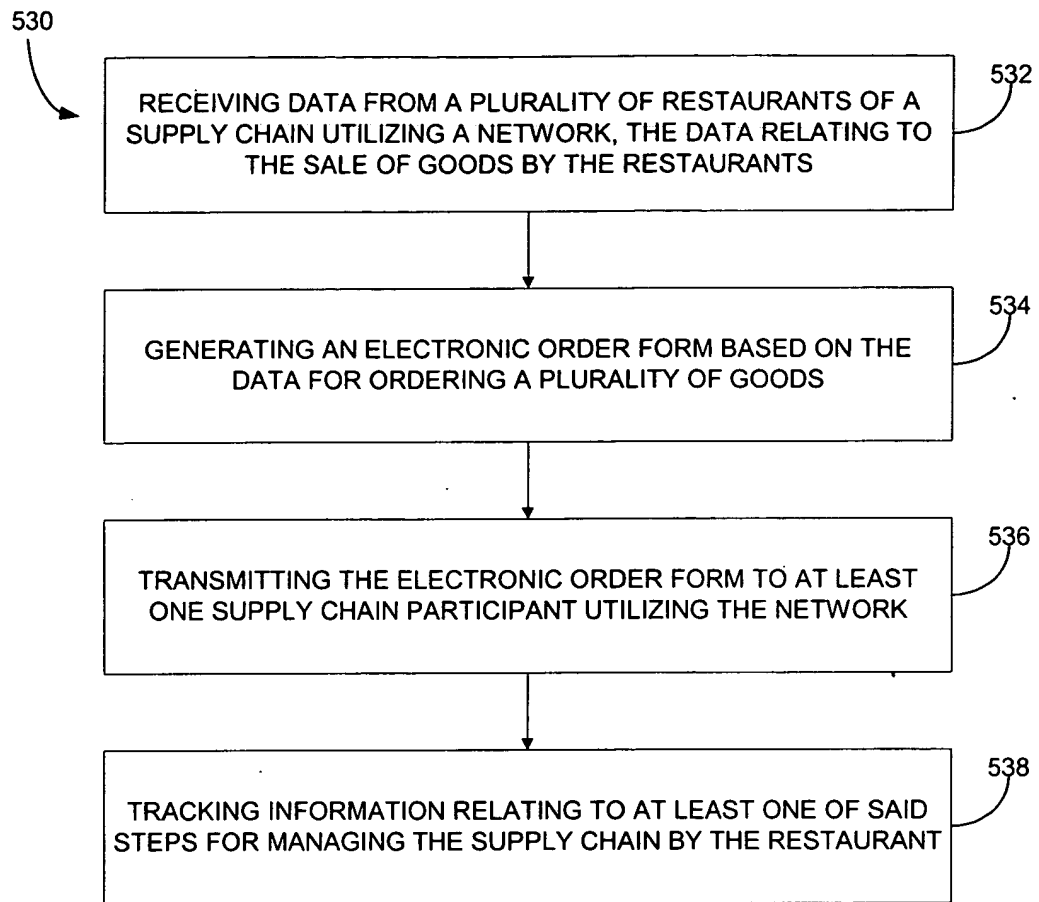 530
532
RECEIVING DATA FROM A PLURALITY OF RESTAURANTS OF A
SUPPLY CHAIN UTILIZING A NETWORK, THE DATA RELATING TO
THE SALE OF GOODS BY THE RESTAURANTS
534
GENERATING AN ELECTRONIC ORDER FORM BASED ON THE
DATA FOR ORDERING A PLURALITY OF GOODS
536
TRANSMITTING THE ELECTRONIC ORDER FORM TO AT LEAST
ONE SUPPLY CHAIN PARTICIPANT UTILIZING THE NETWORK
538
TRACKING INFORMATION RELATING TO AT LEAST ONE OF SAID
STEPS FOR MANAGING THE SUPPLY CHAIN BY THE RESTAURANT